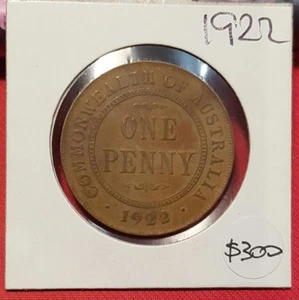 1922
COMMONWEALTH OF AUSTRALIA
ONE
PENNY
1922
$300